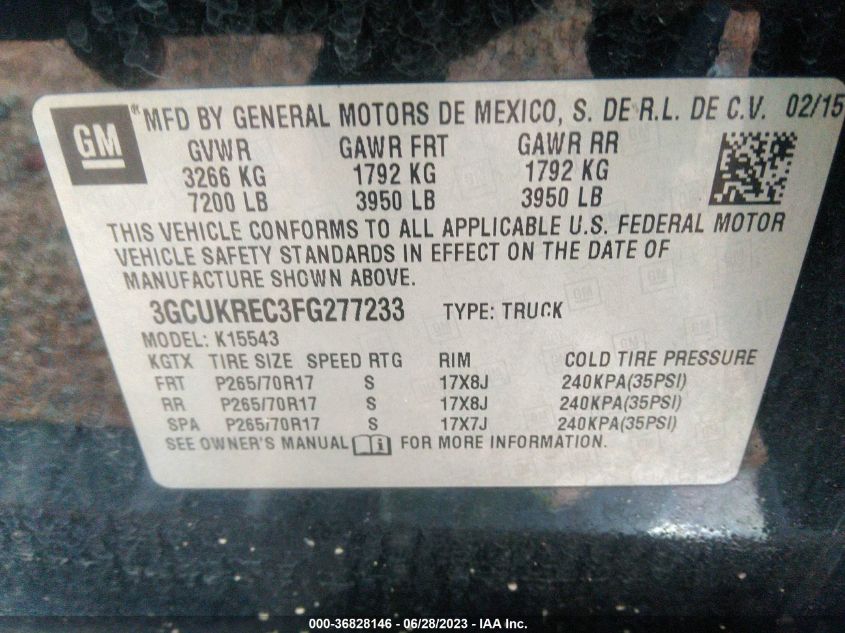 GM
® MFD BY GENERAL MOTORS DE MEXICO, S. DE R.L. DE C.V. 02/15
GVWR GAWR FRT GAWR RR
3266 KG 1792 KG 1792 KG
7200 LB 3950 LB 3950 LB
THIS VEHICLE CONFORMS TO ALL APPLICABLE U.S. FEDERAL MOTOR
VEHICLE SAFETY STANDARDS IN EFFECT ON THE DATE OF
MANUFACTURE SHOWN ABOVE.
3GCUKREC3FG277233 TYPE: TRUCK
MODEL: K15543
KGTX TIRE SIZE SPEED RTG RIM COLD TIRE PRESSURE
FRT P265/70R17 S 17X8J 240KPA(35PSI)
RR P265/70R17 S 17X8J 240KPA(35PSI)
SPA P265/70R17 S 17X7J 240KPA(35PSI)
SEE OWNER'S MANUAL FOR MORE INFORMATION.
000-36828146 - 06/28/2023 - IAA Inc.